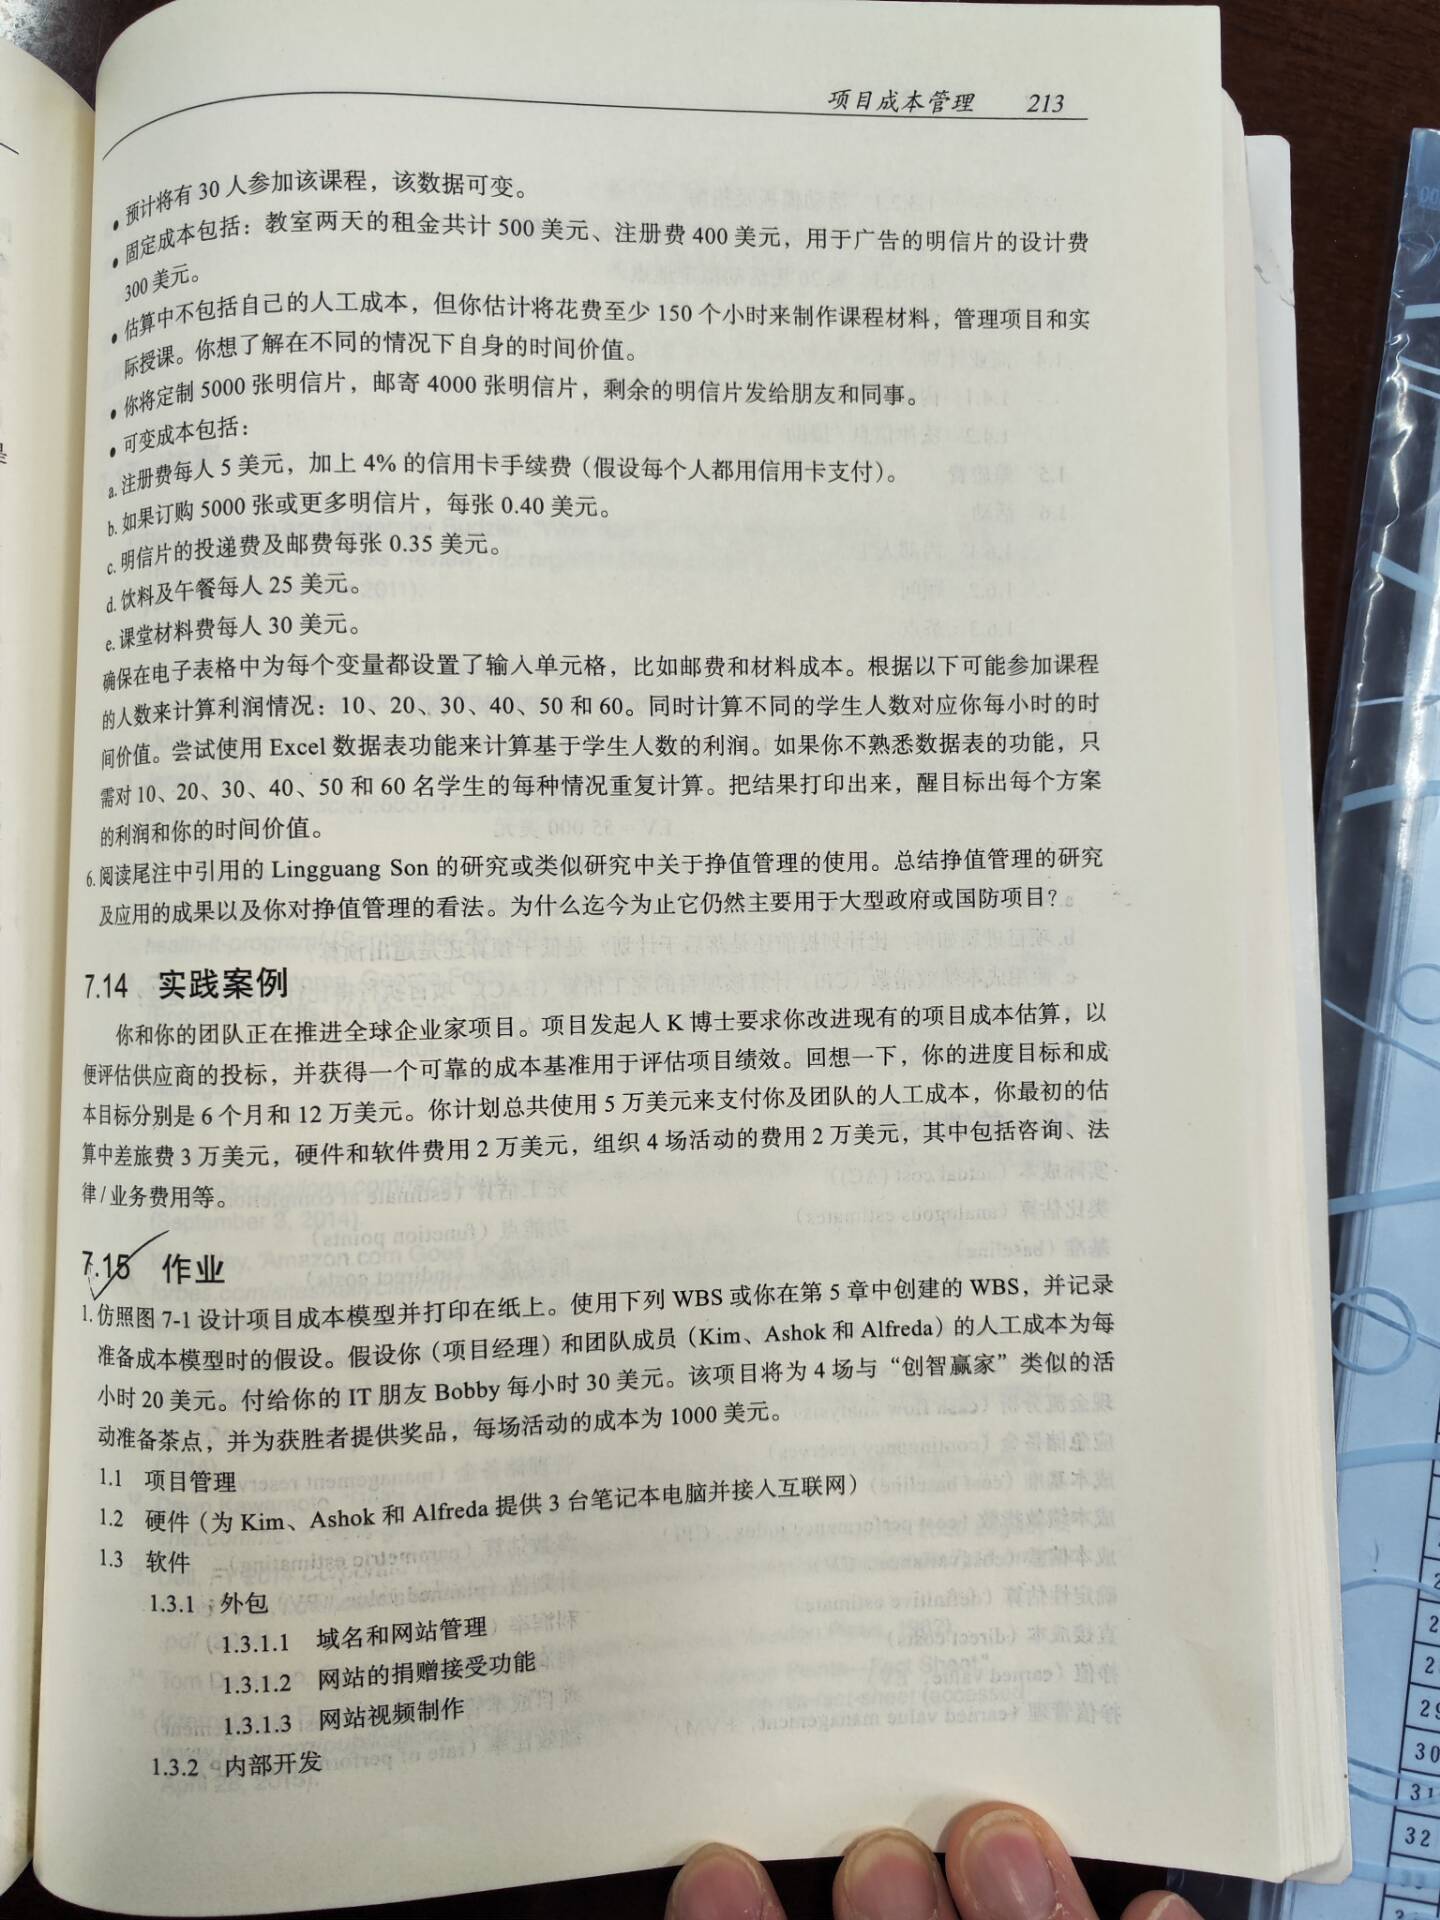 项目成本管理 213
• 预计将有 30 人参加该课程，该数据可变。
• 固定成本包括：教室两天的租金共计 500 美元、注册费 400 美元，用于广告的明信片的设计费
300 美元。
• 估算中不包括自己的人工成本，但你估计将花费至少 150 个小时来制作课程材料，管理项目和实
际授课。你想了解在不同的情况下自身的时间价值。
• 你将定制 5000 张明信片，邮寄 4000 张明信片，剩余的明信片发给朋友和同事。
• 可变成本包括：
a. 注册费每人 5 美元，加上 4% 的信用卡手续费（假设每个人都用信用卡支付）。
b. 如果订购 5000 张或更多明信片，每张 0.40 美元。
c. 明信片的投递费及邮费每张 0.35 美元。
d. 饮料及午餐每人 25 美元。
e. 课堂材料费每人 30 美元。
确保在电子表格中为每个变量都设置了输入单元格，比如邮费和材料成本。根据以下可能参加课程
的人数来计算利润情况：10、20、30、40、50 和 60。同时计算不同的学生人数对应你每小时的时
间价值。尝试使用 Excel 数据表功能来计算基于学生人数的利润。如果你不熟悉数据表的功能，只
需对 10、20、30、40、50 和 60 名学生的每种情况重复计算。把结果打印出来，醒目标出每个方案
的利润和你的时间价值。
6. 阅读尾注中引用的 Lingguang Son 的研究或类似研究中关于挣值管理的使用。总结挣值管理的研究
及应用的成果以及你对挣值管理的看法。为什么迄今为止它仍然主要用于大型政府或国防项目？
7.14 实践案例
你和你的团队正在推进全球企业家项目。项目发起人 K 博士要求你改进现有的项目成本估算，以
便评估供应商的投标，并获得一个可靠的成本基准用于评估项目绩效。回想一下，你的进度目标和成
本目标分别是 6 个月和 12 万美元。你计划总共使用 5 万美元来支付你及团队的人工成本，你最初的估
算中差旅费 3 万美元，硬件和软件费用 2 万美元，组织 4 场活动的费用 2 万美元，其中包括咨询、法
律 / 业务费用等。
7.15 作业
1. 仿照图 7-1 设计项目成本模型并打印在纸上。使用下列 WBS 或你在第 5 章中创建的 WBS，并记录
准备成本模型时的假设。假设你（项目经理）和团队成员（Kim、Ashok 和 Alfreda）的人工成本为每
小时 20 美元。付给你的 IT 朋友 Bobby 每小时 30 美元。该项目将为 4 场与“创智赢家”类似的活
动准备茶点，并为获胜者提供奖品，每场活动的成本为 1000 美元。
1.1 项目管理
1.2 硬件（为 Kim、Ashok 和 Alfreda 提供 3 台笔记本电脑并接入互联网）
1.3 软件
1.3.1 外包
1.3.1.1 域名和网站管理
1.3.1.2 网站的捐赠接受功能
1.3.1.3 网站视频制作
1.3.2 内部开发
30
31
32
33